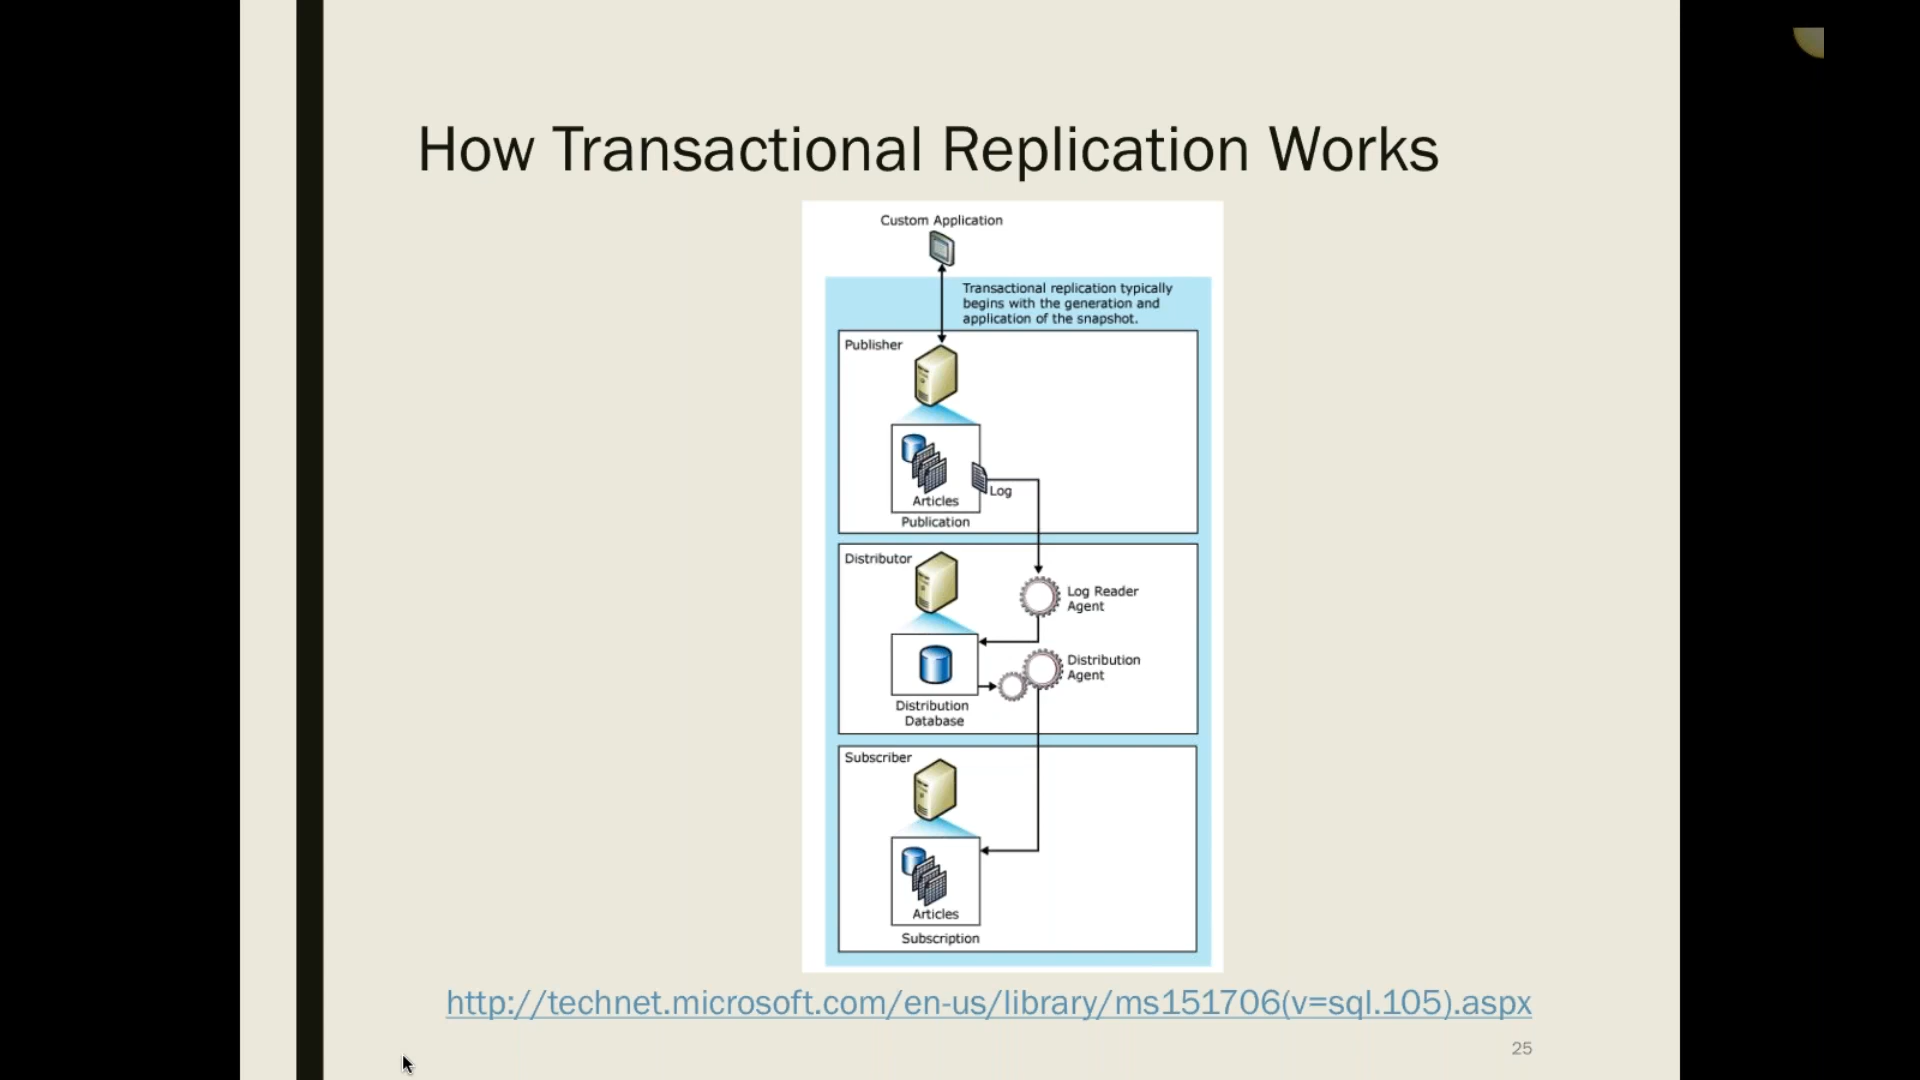 How Transactional Replication Works
Custom Application
Transactional replication typically
begins with the generation and
application of the snapshot.
Publisher
Log
Articles
Publication
Distributor
Log Reader
Agent
Distribution
Agent
Distribution
Database
Subscriber
Articles
Subscription
http://technet.microsoft.com/en-us/library/ms151706(v=sql.105).aspx
25